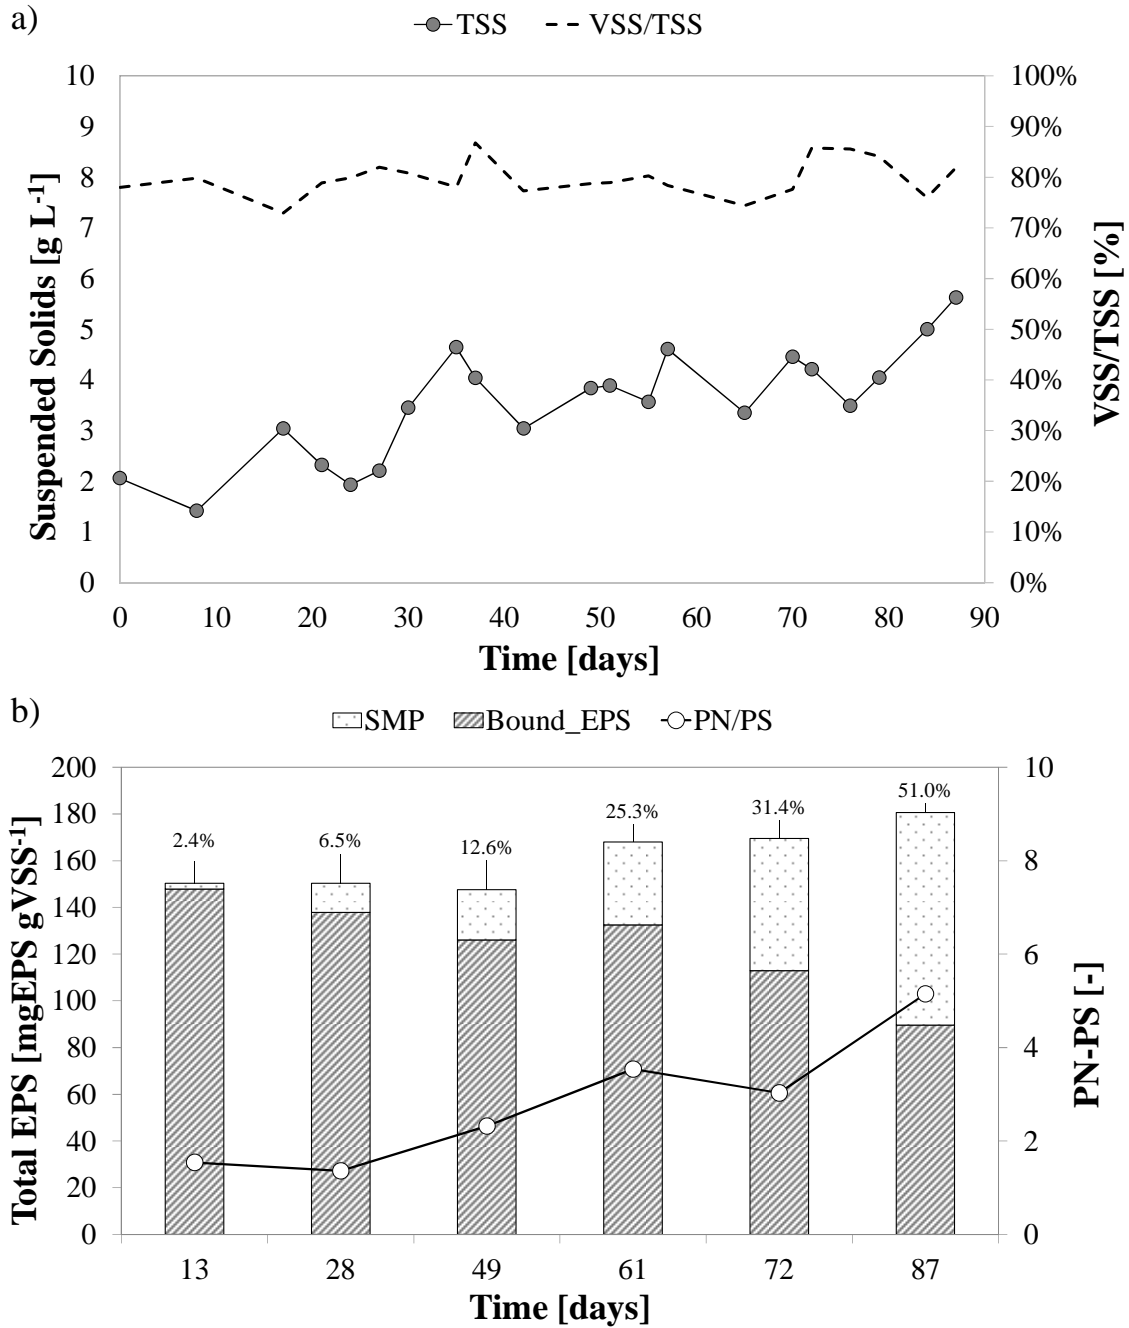 a)
TSS VSS/TSS
10 100%
9 90%
8 80%
7 70%
6 60%
5 50%
4 40%
3 30%
2 20%
1 10%
0 0%
Suspended Solids [g L-1]
VSS/TSS [%]
0 10 20 30 40 50 60 70 80 90
Time [days]
b)
SMP Bound_EPS PN/PS
200 10
180
160 8
140
120 6
100
80 4
60
40 2
20
0 0
2.4% 6.5% 12.6% 25.3% 31.4% 51.0%
Total EPS [mgEPS gVSS-1]
PN-PS [-]
13 28 49 61 72 87
Time [days]